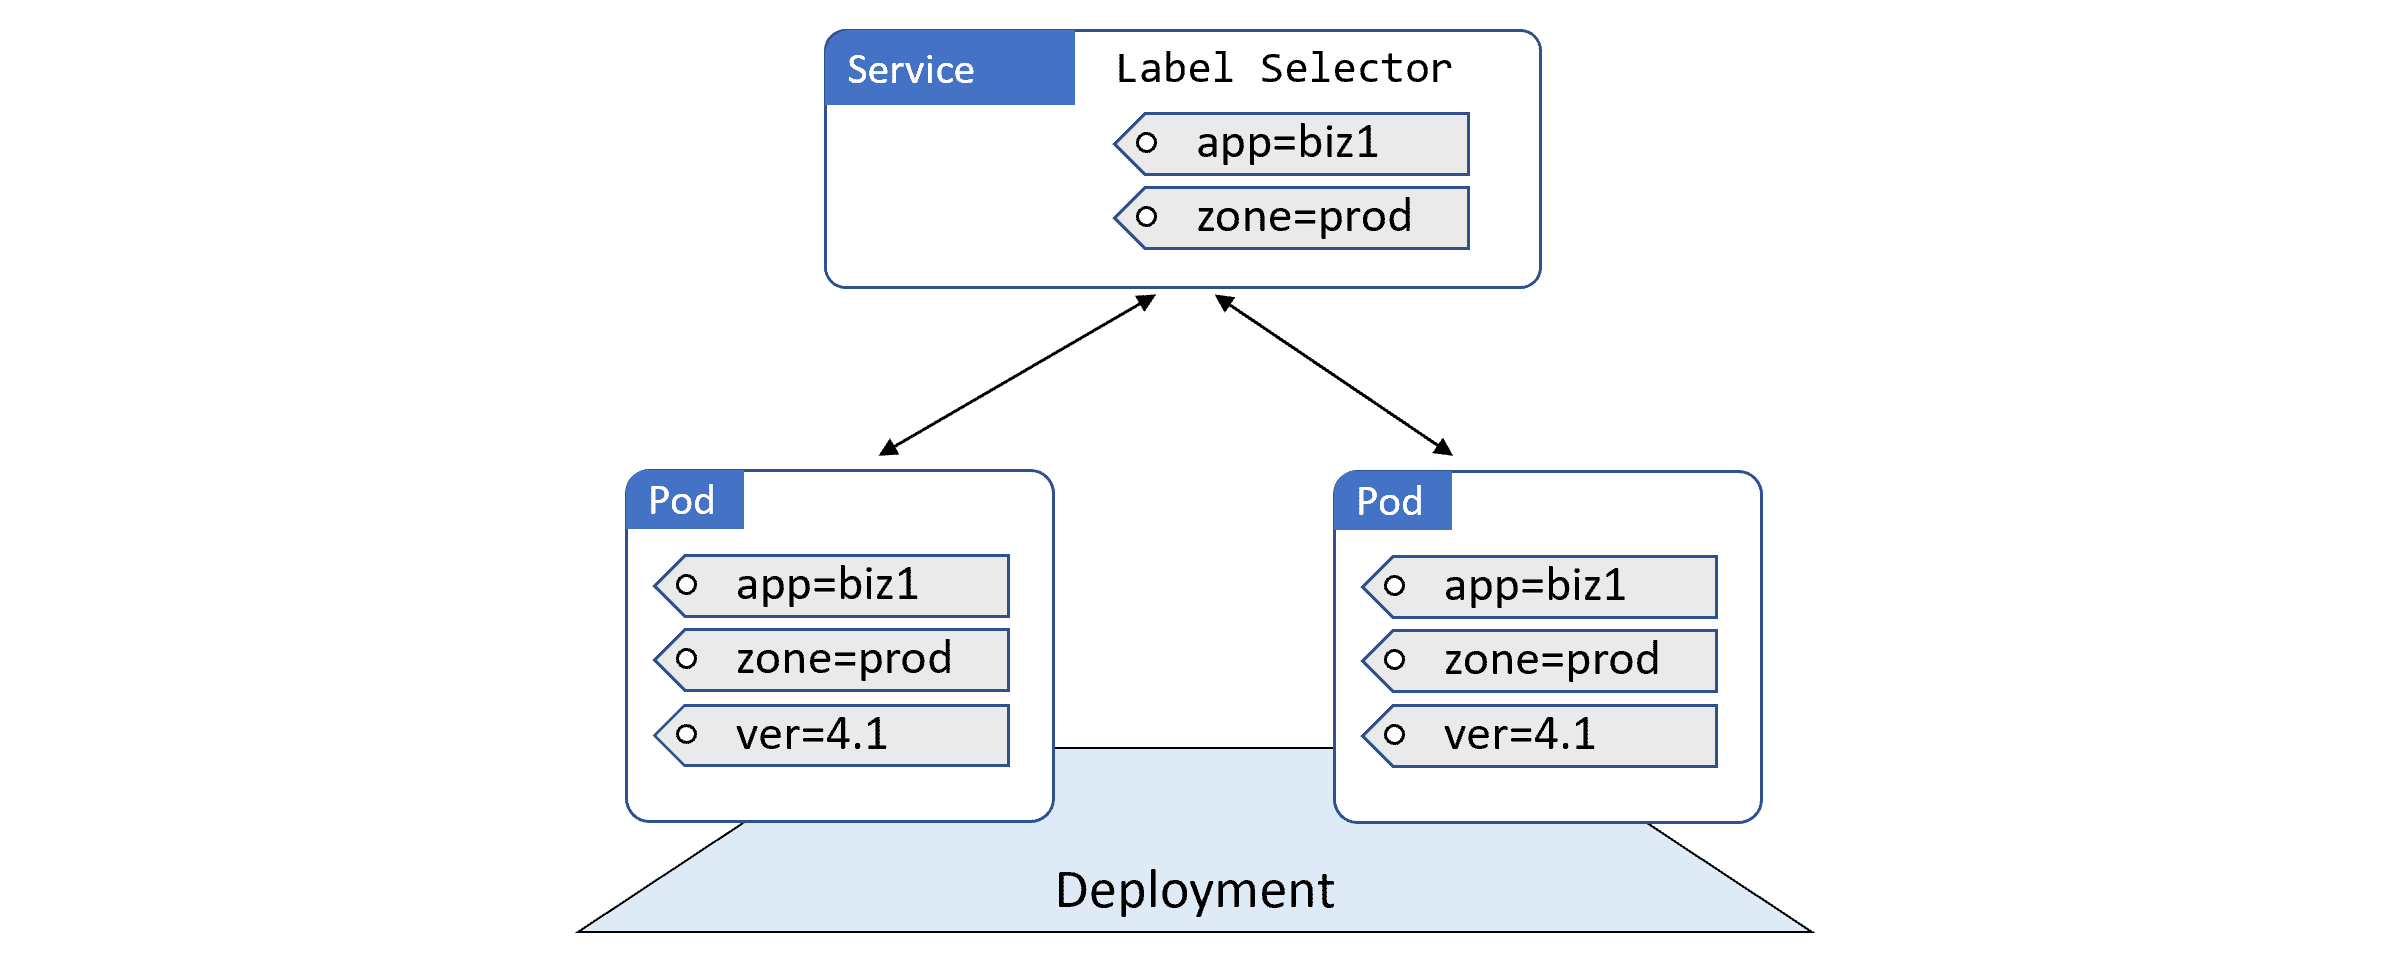 Service
Label Selector
app=biz1
zone=prod
Pod
app=biz1
zone=prod
ver=4.1
Pod
app=biz1
zone=prod
ver=4.1
Deployment